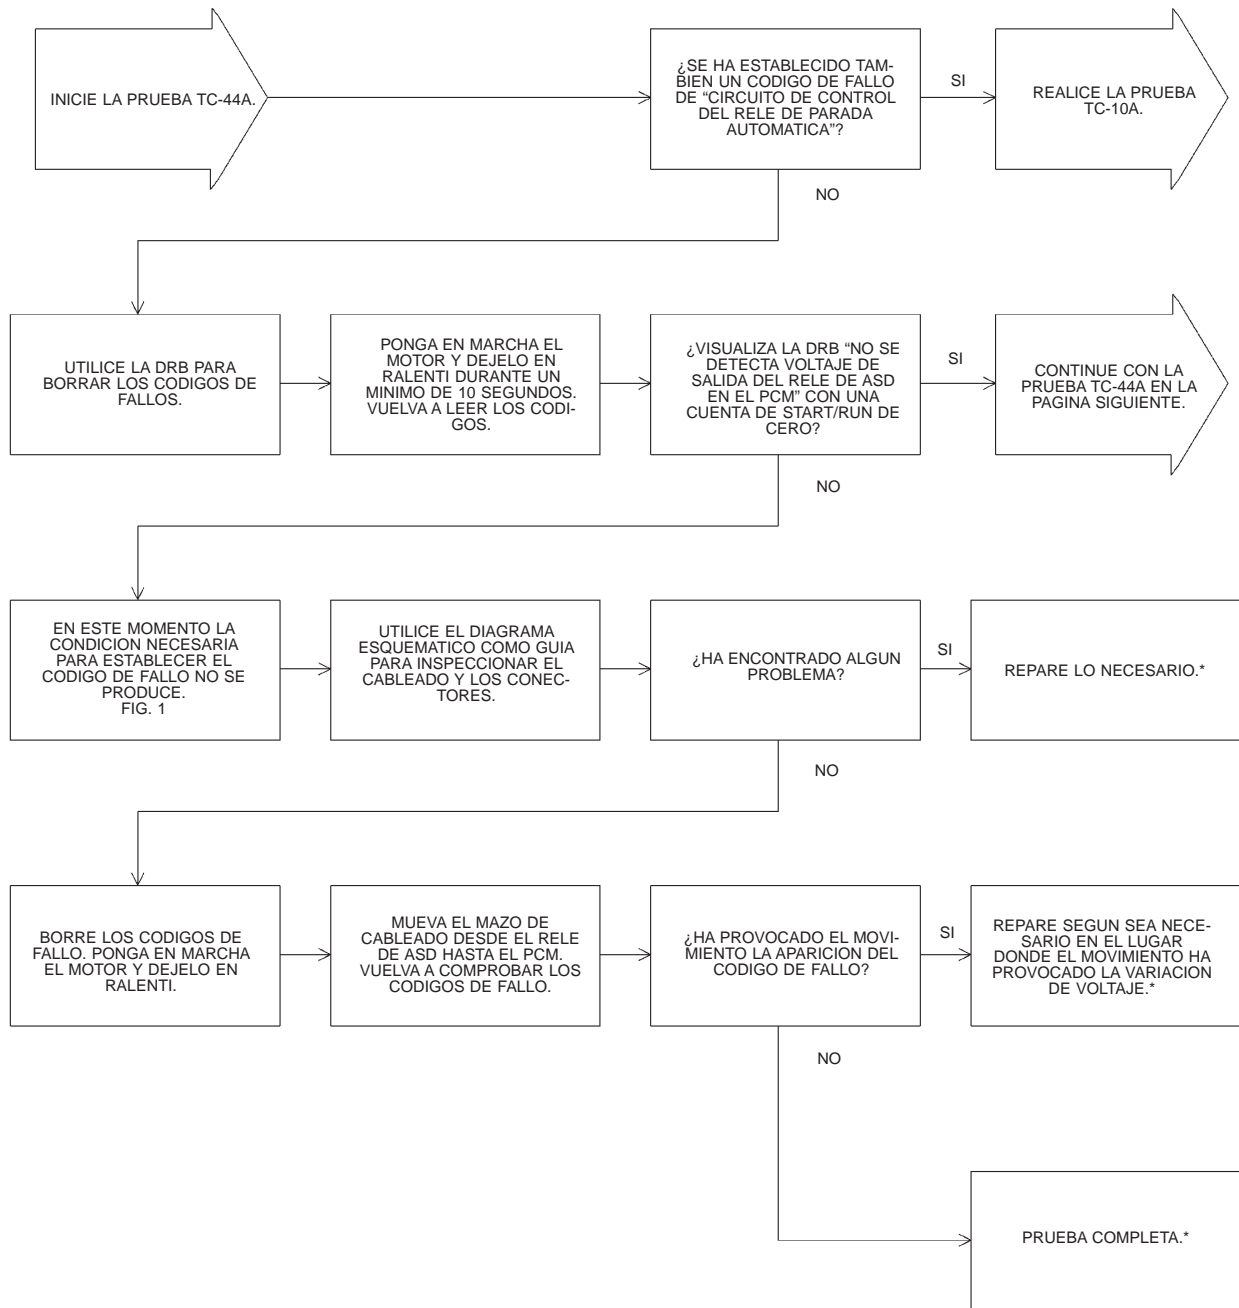 INICIE LA PRUEBA TC-44A.
¿SE HA ESTABLECIDO TAM-
BIEN UN CODIGO DE FALLO
DE “CIRCUITO DE CONTROL
DEL RELE DE PARADA
AUTOMATICA”?
SI
REALICE LA PRUEBA
TC-10A.
NO
UTILICE LA DRB PARA
BORRAR LOS CODIGOS DE
FALLOS.
PONGA EN MARCHA EL
MOTOR Y DEJELO EN
RALENTI DURANTE UN
MINIMO DE 10 SEGUNDOS.
VUELVA A LEER LOS CODI-
GOS.
¿VISUALIZA LA DRB “NO SE
DETECTA VOLTAJE DE
SALIDA DEL RELE DE ASD
EN EL PCM” CON UNA
CUENTA DE START/RUN DE
CERO?
SI
CONTINUE CON LA
PRUEBA TC-44A EN LA
PAGINA SIGUIENTE.
NO
EN ESTE MOMENTO LA
CONDICION NECESARIA
PARA ESTABLECER EL
CODIGO DE FALLO NO SE
PRODUCE.
FIG. 1
UTILICE EL DIAGRAMA
ESQUEMATICO COMO GUIA
PARA INSPECCIONAR EL
CABLEADO Y LOS CONEC-
TORES.
¿HA ENCONTRADO ALGUN
PROBLEMA?
SI
REPARE LO NECESARIO.*
NO
BORRE LOS CODIGOS DE
FALLO. PONGA EN MARCHA
EL MOTOR Y DEJELO EN
RALENTI.
MUEVA EL MAZO DE
CABLEADO DESDE EL RELE
DE ASD HASTA EL PCM.
VUELVA A COMPROBAR LOS
CODIGOS DE FALLO.
¿HA PROVOCADO EL MOVI-
MIENTO LA APARICION DEL
CODIGO DE FALLO?
SI
REPARE SEGUN SEA NECE-
SARIO EN EL LUGAR
DONDE EL MOVIMIENTO HA
PROVOCADO LA VARIACION
DE VOLTAJE.*
NO
PRUEBA COMPLETA.*